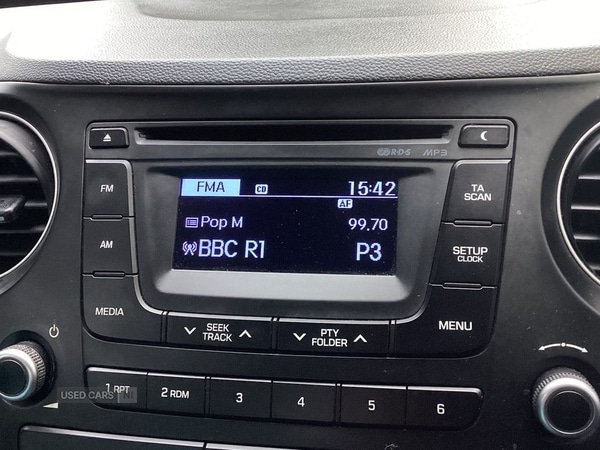 R·D·S MP3
FMA CD 15:42
AF
Pop M 99.70
BBC R1 P3
FM
AM
MEDIA
TA
SCAN
SETUP
CLOCK
MENU
SEEK
TRACK
PTY
FOLDER
1 RPT 2 RDM 3 4 5 6
USED CARS NI